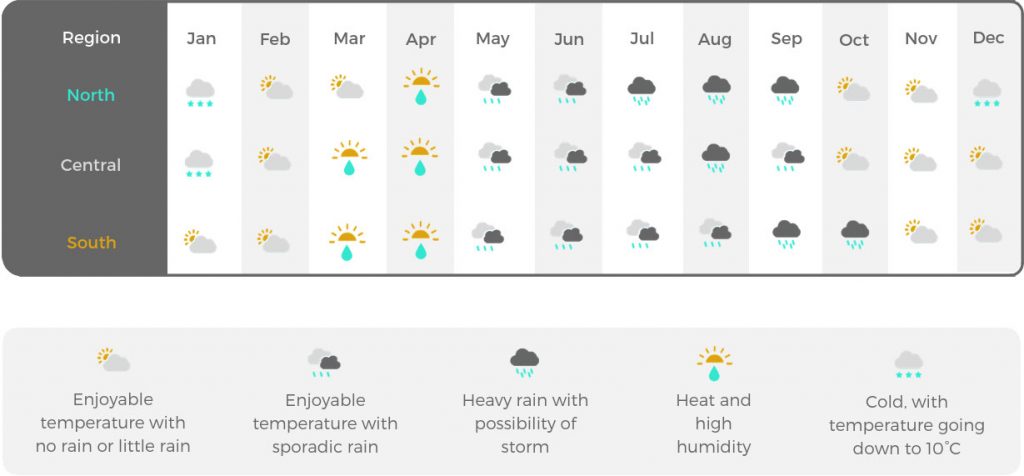 Region Jan Feb Mar Apr May Jun Jul Aug Sep Oct Nov Dec
North
Central
South
Enjoyable
temperature with
no rain or little rain
Enjoyable
temperature with
sporadic rain
Heavy rain with
possibility of
storm
Heat and
high
humidity
Cold, with
temperature going
down to 10°C